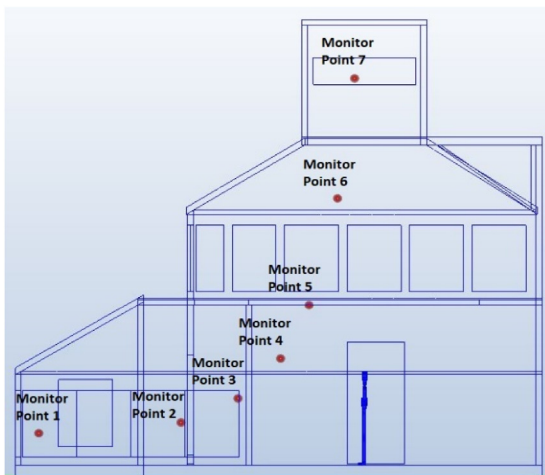 Monitor
Point 7
Monitor
Point 6
Monitor
Point 5
Monitor
Point 4
Monitor
Point 3
Monitor
Point 1
Monitor
Point 2